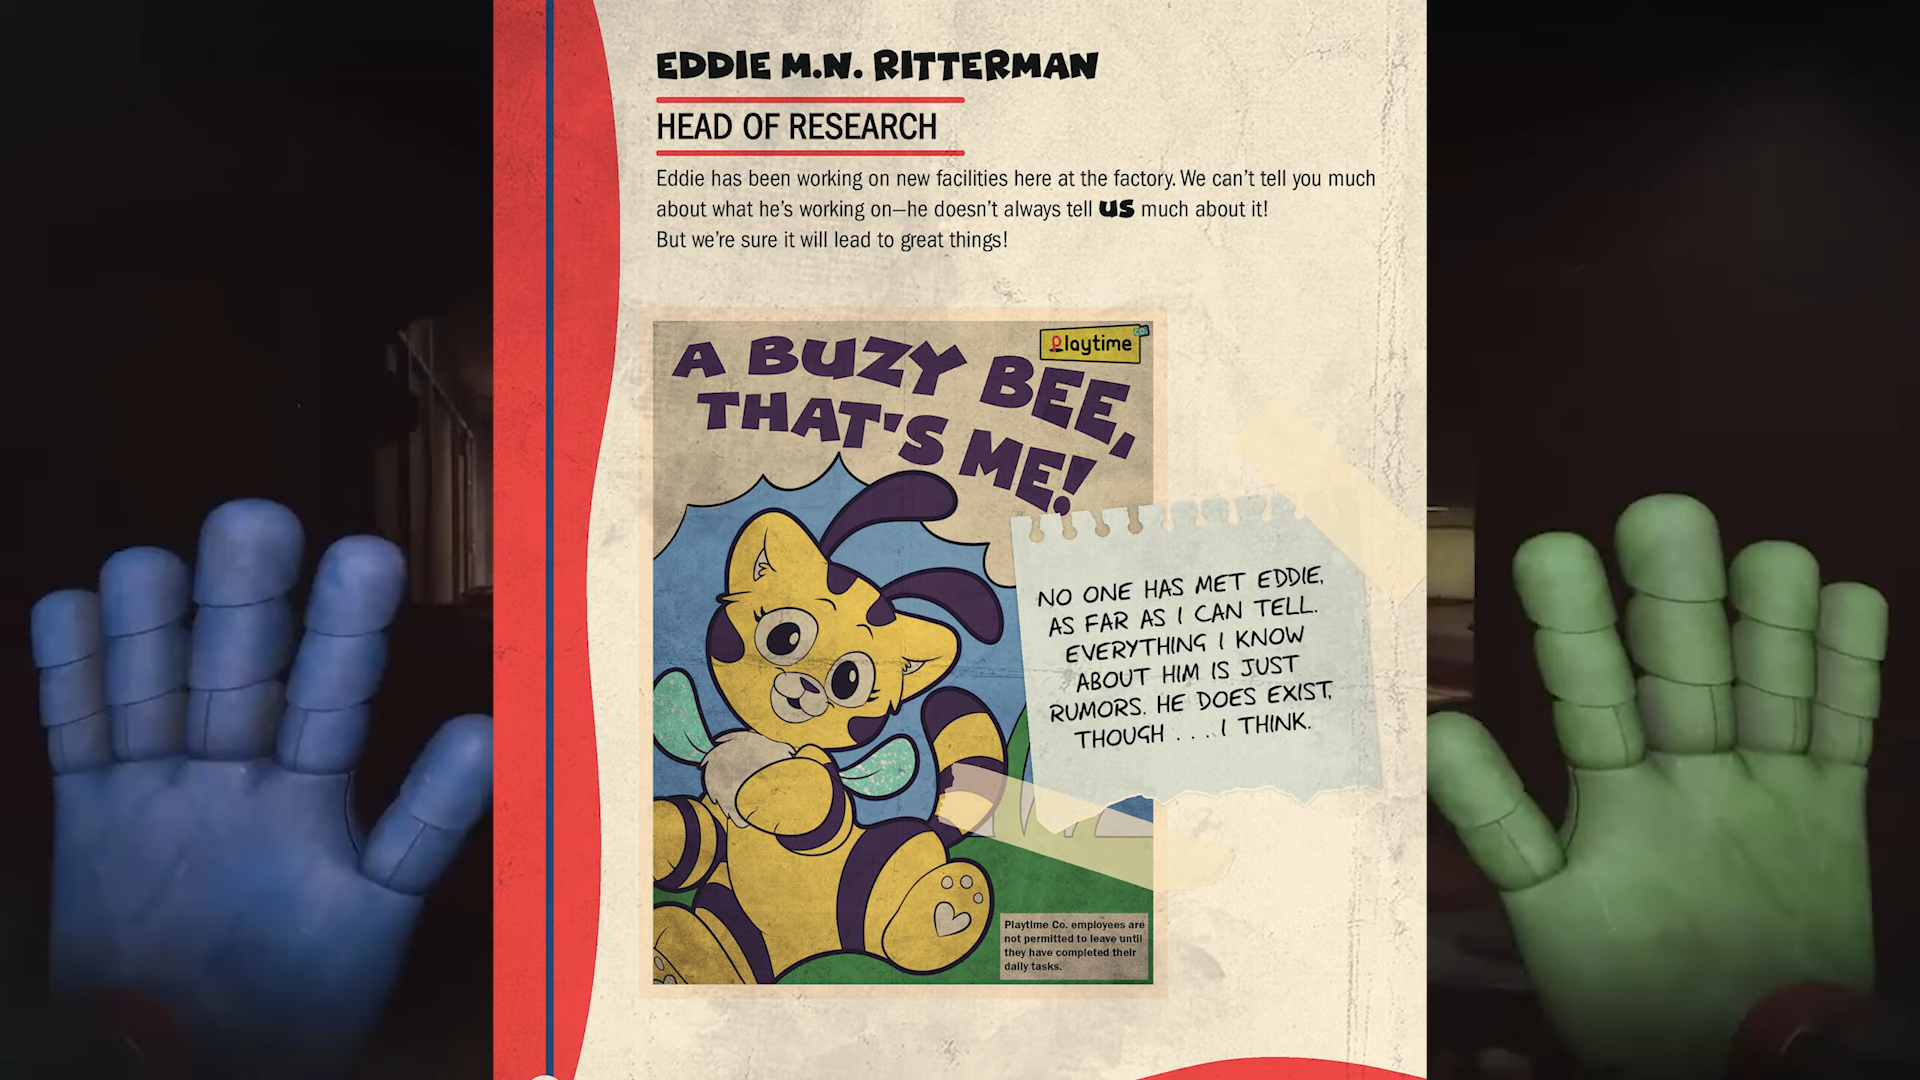 EDDIE M.N. RITTERMAN
HEAD OF RESEARCH
Eddie has been working on new facilities here at the factory. We can't tell you much
about what he's working on—he doesn't always tell us much about it!
But we're sure it will lead to great things!
Playtime co.
A BUZY BEE,
THAT'S ME!
NO ONE HAS MET EDDIE,
AS FAR AS I CAN TELL.
EVERYTHING I KNOW
ABOUT HIM IS JUST
RUMORS. HE DOES EXIST,
THOUGH . . . I THINK.
Playtime Co. employees are
not permitted to leave until
they have completed their
daily tasks.